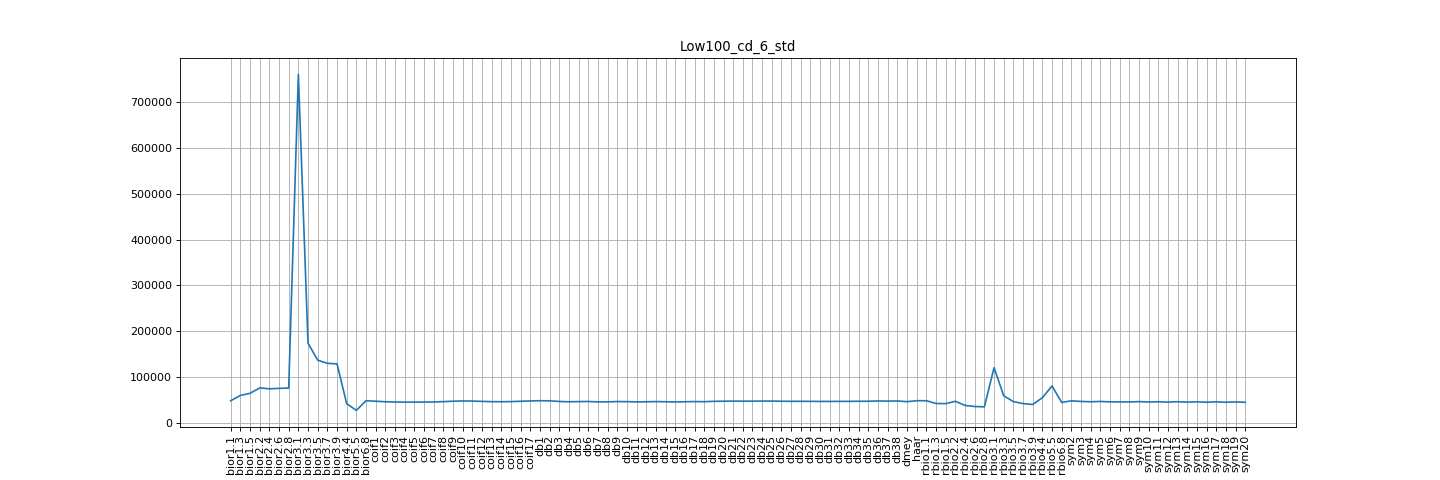 Low100_cd_6_std
700000
600000
500000
400000
300000
200000
100000
0
bior1.1
bior1.3
bior1.5
bior2.2
bior2.4
bior2.6
bior2.8
bior3.1
bior3.3
bior3.5
bior3.7
bior3.9
bior4.4
bior5.5
bior6.8
coif1
coif2
coif3
coif4
coif5
coif6
coif7
coif8
coif9
coif10
coif11
coif12
coif13
coif14
coif15
coif16
coif17
db1
db2
db3
db4
db5
db6
db7
db8
db9
db10
db11
db12
db13
db14
db15
db16
db17
db18
db19
db20
db21
db22
db23
db24
db25
db26
db27
db28
db29
db30
db31
db32
db33
db34
db35
db36
db37
db38
dmey
haar
rbio1.1
rbio1.3
rbio1.5
rbio2.2
rbio2.4
rbio2.6
rbio2.8
rbio3.1
rbio3.3
rbio3.5
rbio3.7
rbio3.9
rbio4.4
rbio5.5
rbio6.8
sym2
sym3
sym4
sym5
sym6
sym7
sym8
sym9
sym10
sym11
sym12
sym13
sym14
sym15
sym16
sym17
sym18
sym19
sym20